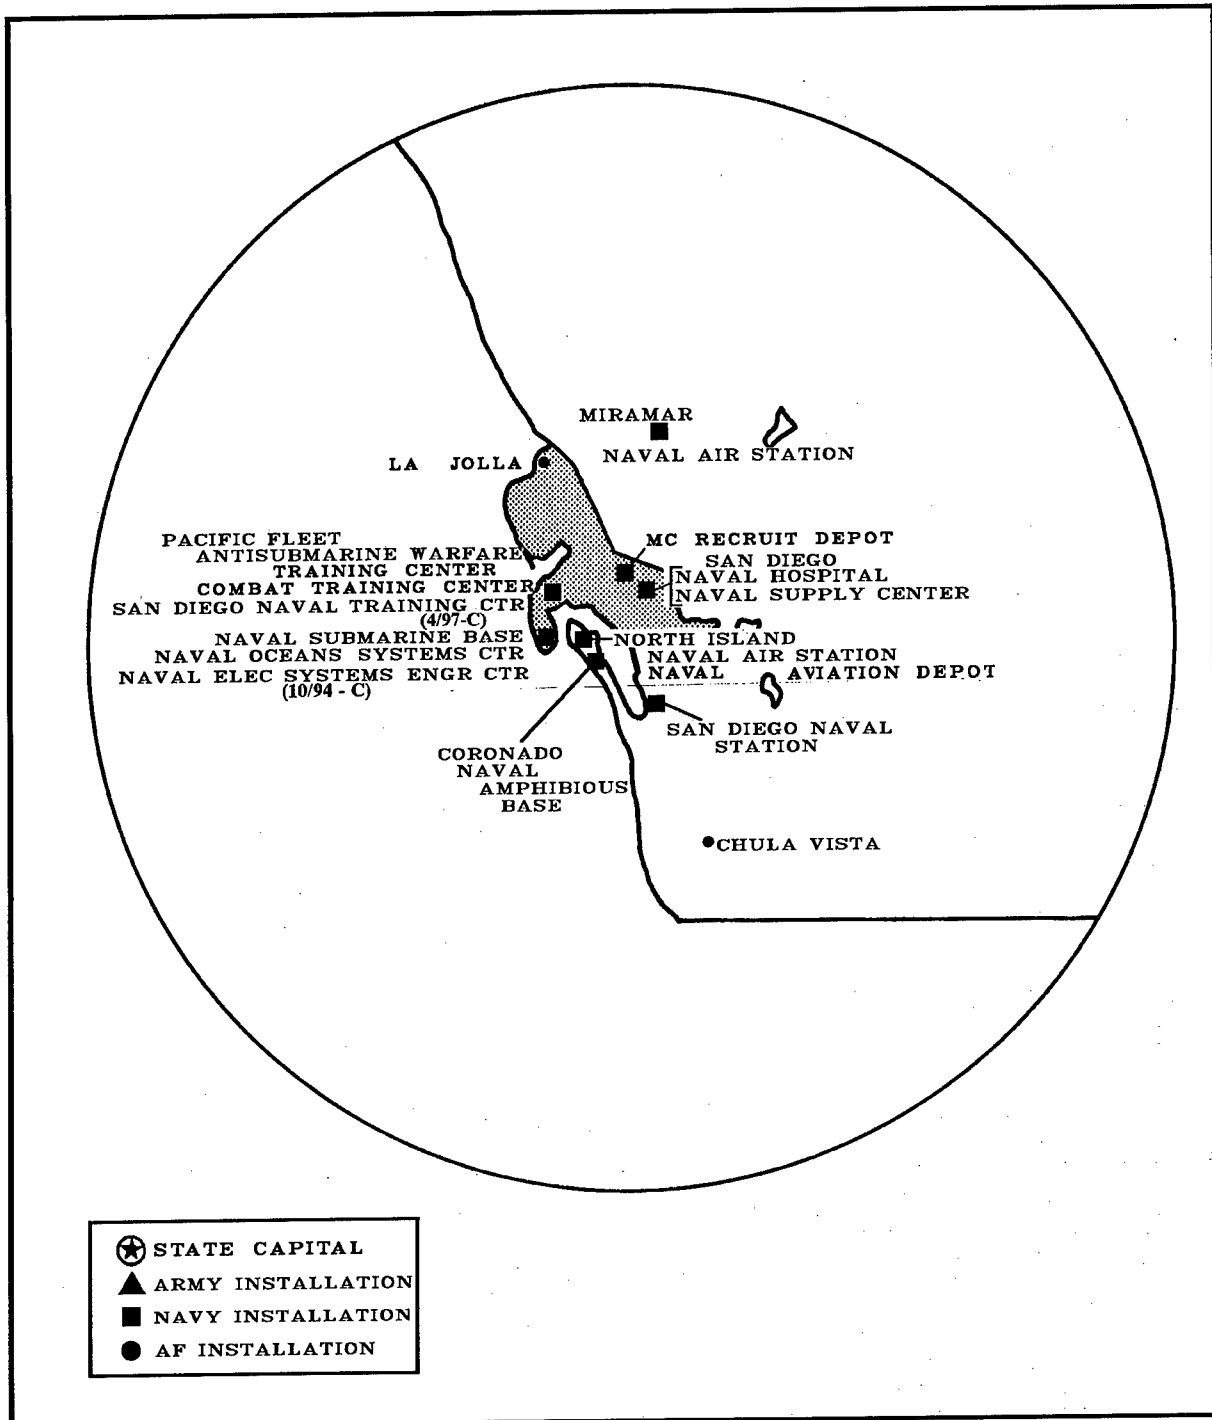 MIRAMAR
NAVAL AIR STATION
LA JOLLA
PACIFIC FLEET
ANTISUBMARINE WARFARE
TRAINING CENTER
COMBAT TRAINING CENTER
SAN DIEGO NAVAL TRAINING CTR
(4/97-C)
NAVAL SUBMARINE BASE
NAVAL OCEANS SYSTEMS CTR
NAVAL ELEC SYSTEMS ENGR CTR
(10/94 - C)
MC RECRUIT DEPOT
SAN DIEGO
NAVAL HOSPITAL
NAVAL SUPPLY CENTER
NORTH ISLAND
NAVAL AIR STATION
NAVAL AVIATION DEPOT
SAN DIEGO NAVAL
STATION
CORONADO
NAVAL
AMPHIBIOUS
BASE
CHULA VISTA
STATE CAPITAL
ARMY INSTALLATION
NAVY INSTALLATION
AF INSTALLATION